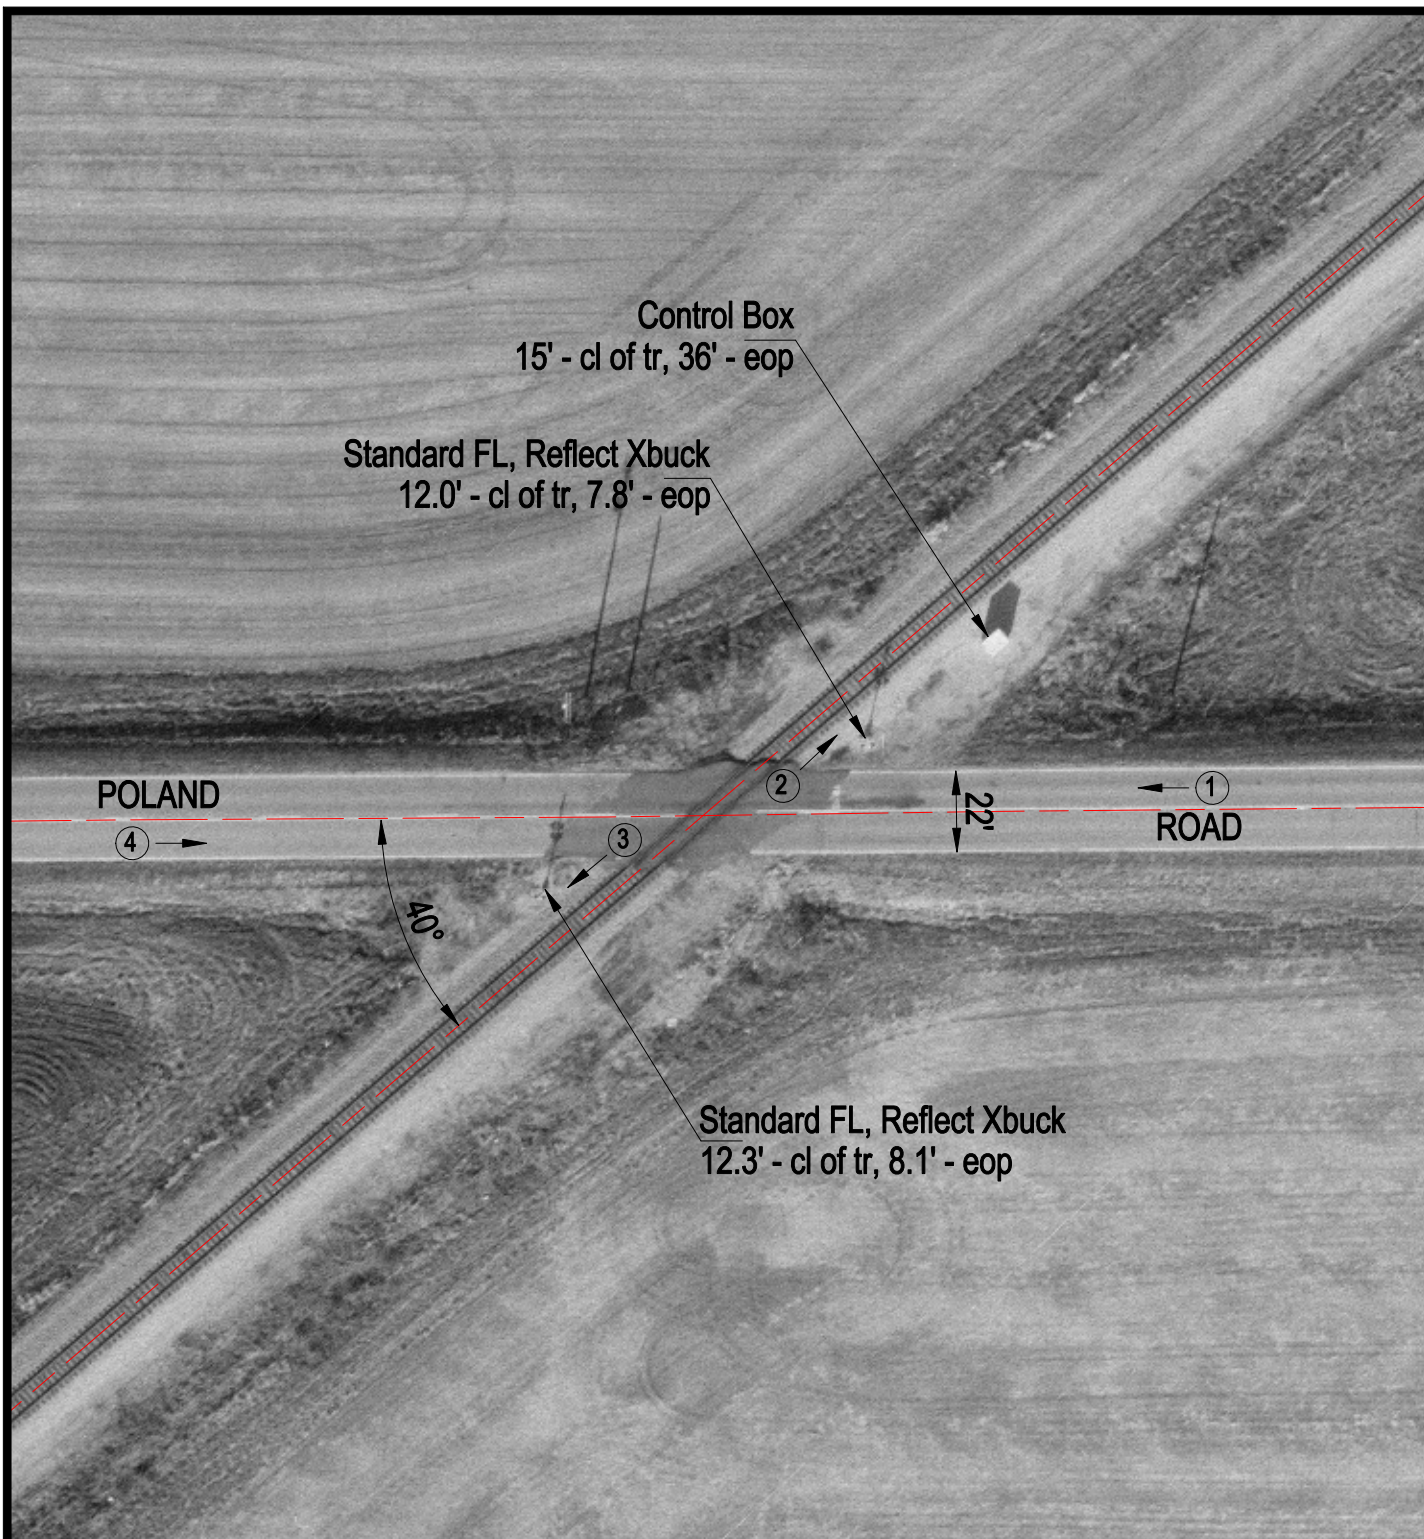 Control Box
15' - cl of tr, 36' - eop
Standard FL, Reflect Xbuck
12.0' - cl of tr, 7.8' - eop
2
1
POLAND
22'
ROAD
4
3
40°
Standard FL, Reflect Xbuck
12.3' - cl of tr, 8.1' - eop